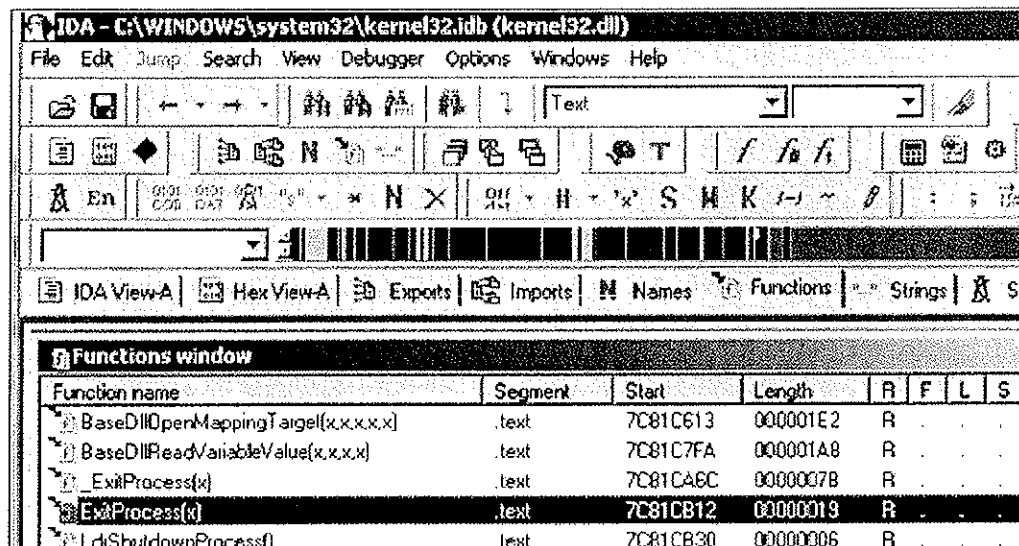 IDA - C:\WINDOWS\system32\kernel32.idb (kernel32.dll)
File Edit Jump Search View Debugger Options Windows Help
Text
N T f
En N S M K
IDA View-A Hex View-A Exports Imports N Names Functions Strings S
Functions window
Function name Segment Start Length R F L S
BaseDllOpenMappingTarget(x,x,x,x,x) .text 7C81C613 000001E2 R . . .
BaseDllReadVariableValue(x,x,x,x) .text 7C81C7FA 000001A8 R . . .
_ExitProcess(x) .text 7C81CA6C 0000007B R . . .
ExitProcess(x) .text 7C81CB12 00000019 R . . .
LdrShutdownProcess() .text 7C81CB30 00000006 R . . .